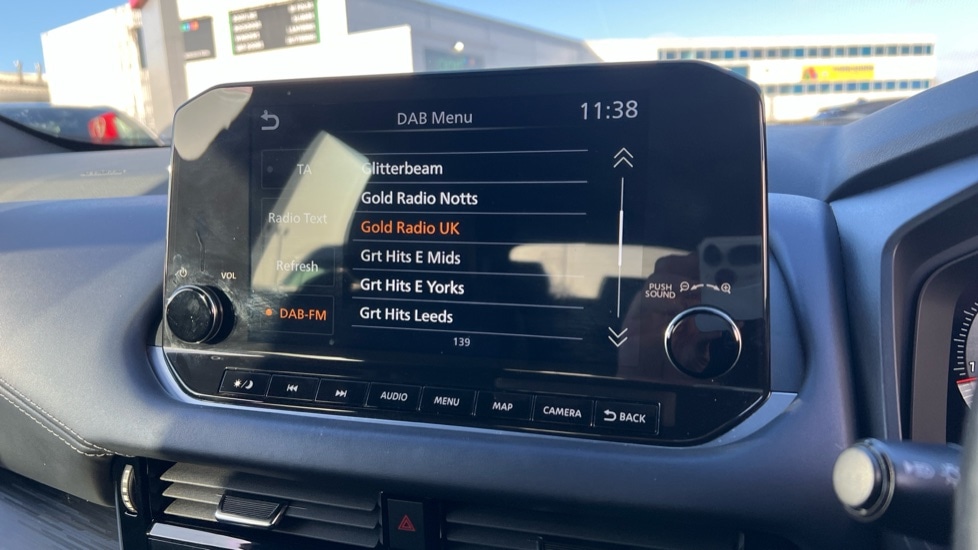 DAB Menu
11:38
TA
Radio Text
Refresh
DAB-FM
Glitterbeam
Gold Radio Notts
Gold Radio UK
Grt Hits E Mids
Grt Hits E Yorks
Grt Hits Leeds
139
VOL
PUSH
SOUND
AUDIO
MENU
MAP
CAMERA
BACK
1